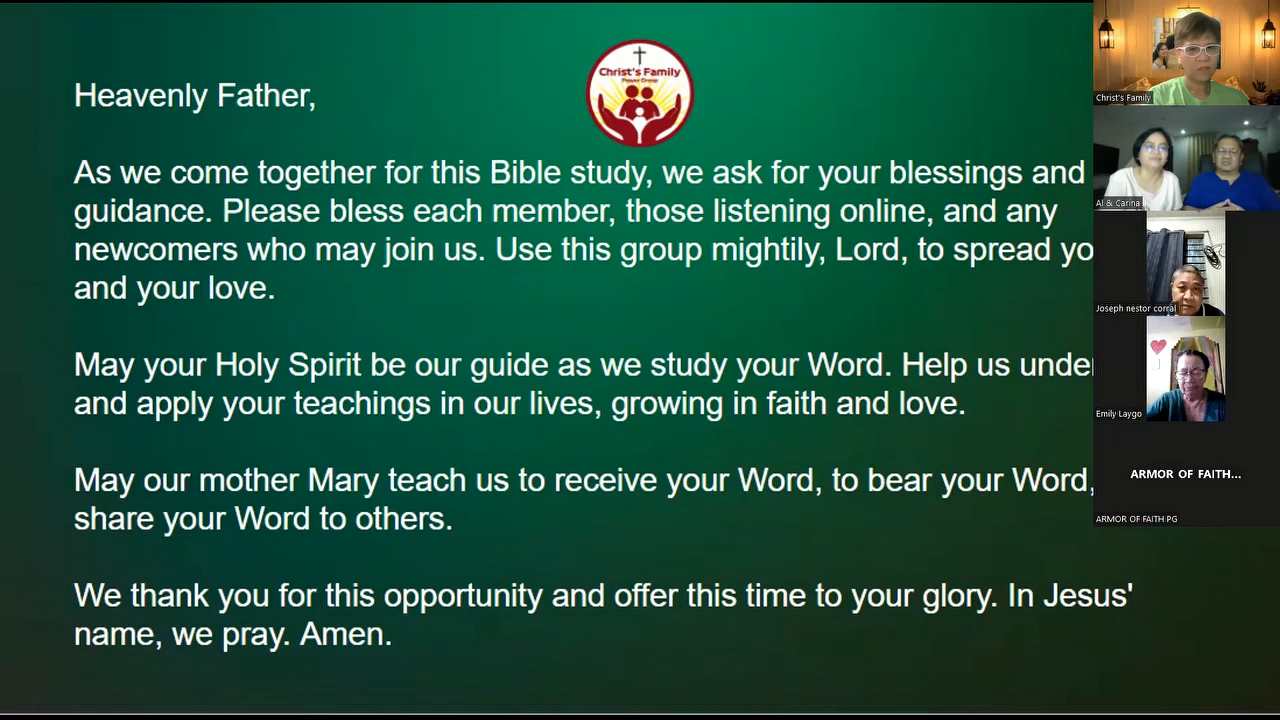 Heavenly Father,
Christ's Family
Prayer Group
As we come together for this Bible study, we ask for your blessings and
guidance. Please bless each member, those listening online, and any
newcomers who may join us. Use this group mightily, Lord, to spread yo
and your love.
May your Holy Spirit be our guide as we study your Word. Help us unde
and apply your teachings in our lives, growing in faith and love.
May our mother Mary teach us to receive your Word, to bear your Word,
share your Word to others.
We thank you for this opportunity and offer this time to your glory. In Jesus'
name, we pray. Amen.
Christ's Family
Al & Carina
Joseph nestor corral
Emily Laygo
ARMOR OF FAITH...
ARMOR OF FAITH PG